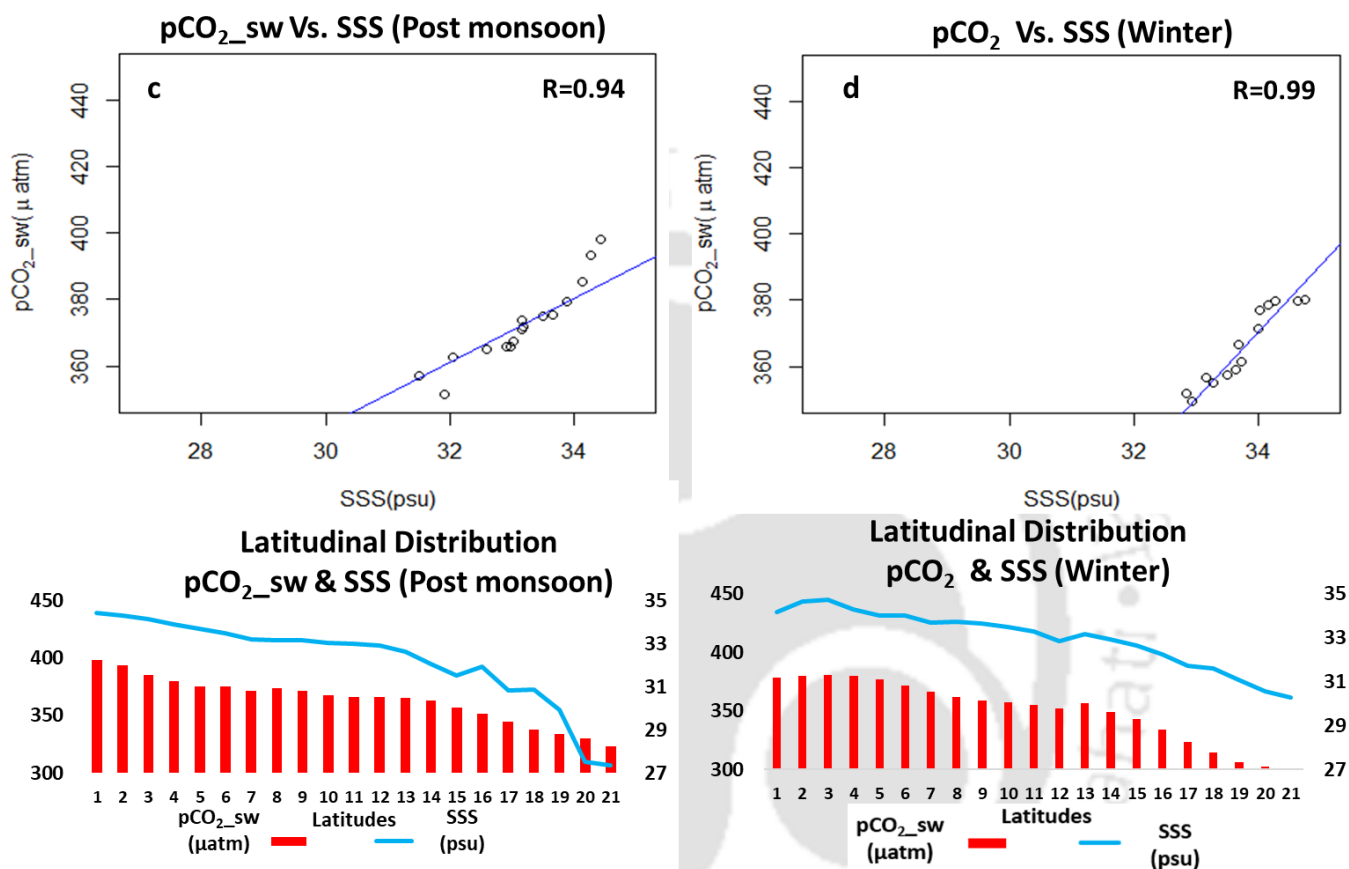 pCO₂_sw Vs. SSS (Post monsoon)
c
R=0.94
440
420
400
380
360
pCO₂_sw( μ atm)
28
30
32
34
SSS(psu)
pCO₂ Vs. SSS (Winter)
d
R=0.99
440
420
400
380
360
pCO₂_sw( μ atm)
28
30
32
34
SSS(psu)
Latitudinal Distribution
pCO₂_sw & SSS (Post monsoon)
450
400
350
300
35
33
31
29
27
1 2 3 4 5 6 7 8 9 10 11 12 13 14 15 16 17 18 19 20 21
pCO₂_sw Latitudes SSS
(μatm) (psu)
Latitudinal Distribution
pCO₂ & SSS (Winter)
450
400
350
300
35
33
31
29
27
1 2 3 4 5 6 7 8 9 10 11 12 13 14 15 16 17 18 19 20 21
pCO₂_sw Latitudes SSS
(μatm) (psu)